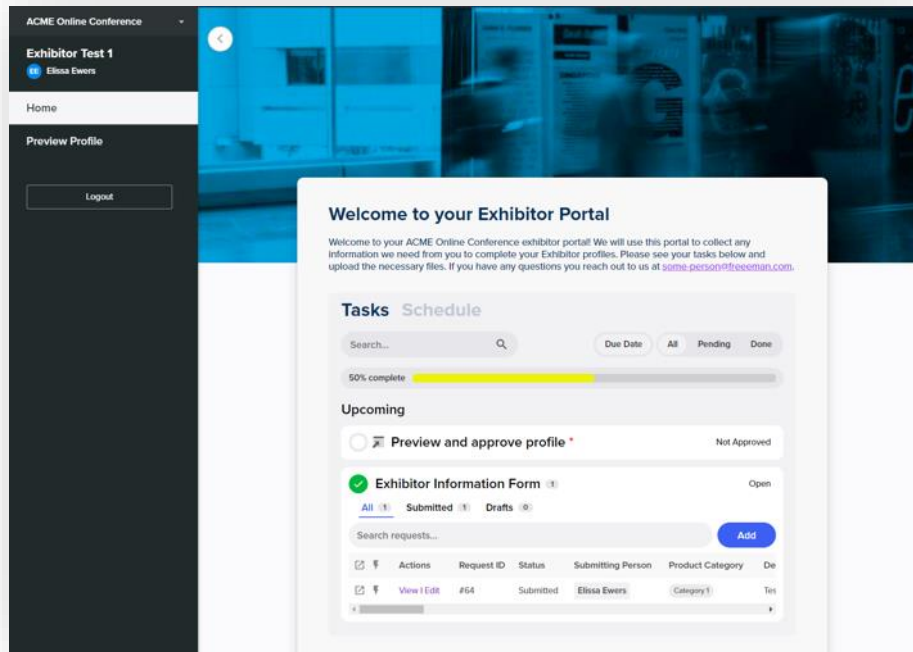 ACME Online Conference
Exhibitor Test 1
EE Elissa Ewers
Home
Preview Profile
Logout
Welcome to your Exhibitor Portal
Welcome to your ACME Online Conference exhibitor portal! We will use this portal to collect any
information we need from you to complete your Exhibitor profiles. Please see your tasks below and
upload the necessary files. If you have any questions you reach out to us at some-person@freeeman.com.
Tasks Schedule
Search... Due Date All Pending Done
50% complete
Upcoming
Preview and approve profile * Not Approved
Exhibitor Information Form 1 Open
All 1 Submitted 1 Drafts 0
Search requests... Add
Actions Request ID Status Submitting Person Product Category De
View | Edit #64 Submitted Elissa Ewers Category 1 Tes